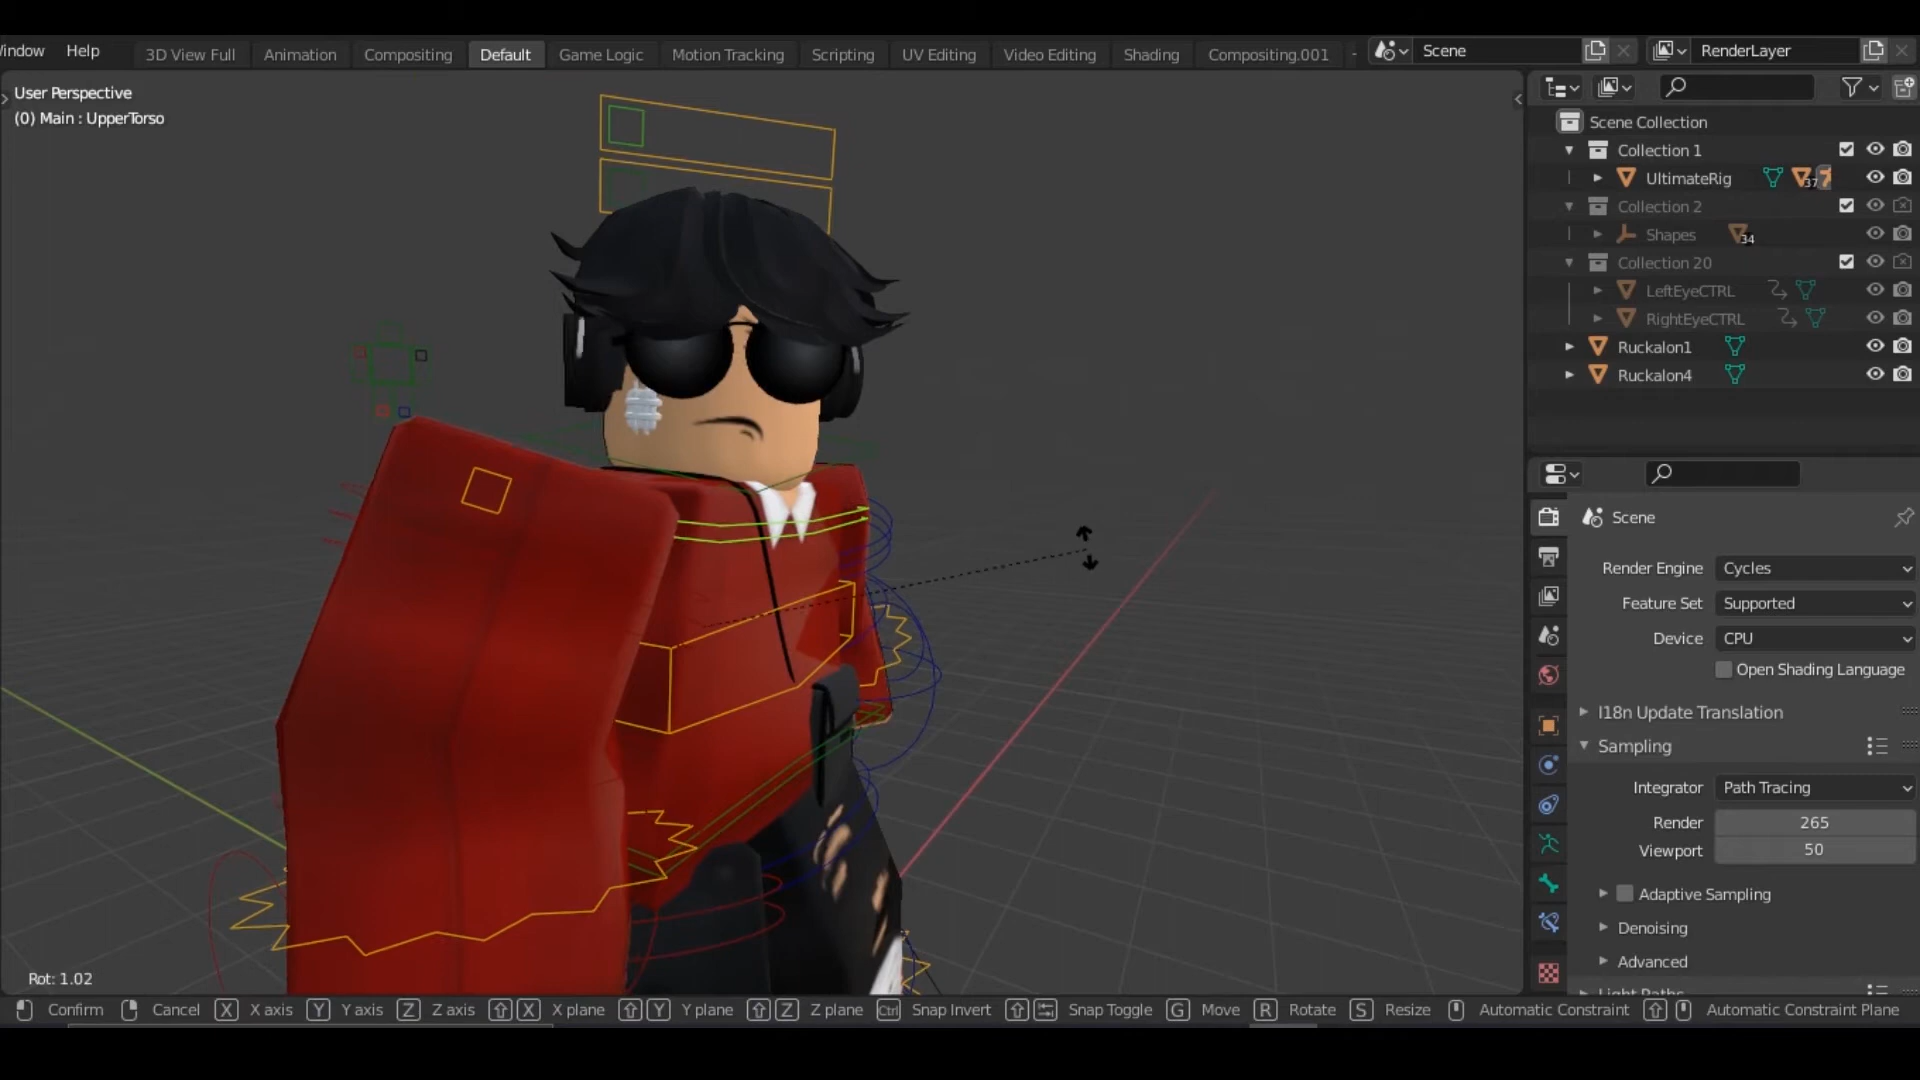 Window Help 3D View Full Animation Compositing Default Game Logic Motion Tracking Scripting UV Editing Video Editing Shading Compositing.001 Scene RenderLayer
User Perspective
(0) Main : UpperTorso
Scene Collection
Collection 1
UltimateRig 37
Collection 2
Shapes 34
Collection 20
LeftEyeCTRL
RightEyeCTRL
Ruckalon1
Ruckalon4
Scene
Render Engine Cycles
Feature Set Supported
Device CPU
Open Shading Language
I18n Update Translation
Sampling
Integrator Path Tracing
Render 265
Viewport 50
Adaptive Sampling
Denoising
Advanced
Light Paths
Rot: 1.02
Confirm Cancel X X axis Y Y axis Z Z axis X X plane Y Y plane Z Z plane Ctrl Snap Invert Snap Toggle G Move R Rotate S Resize Automatic Constraint Automatic Constraint Plane